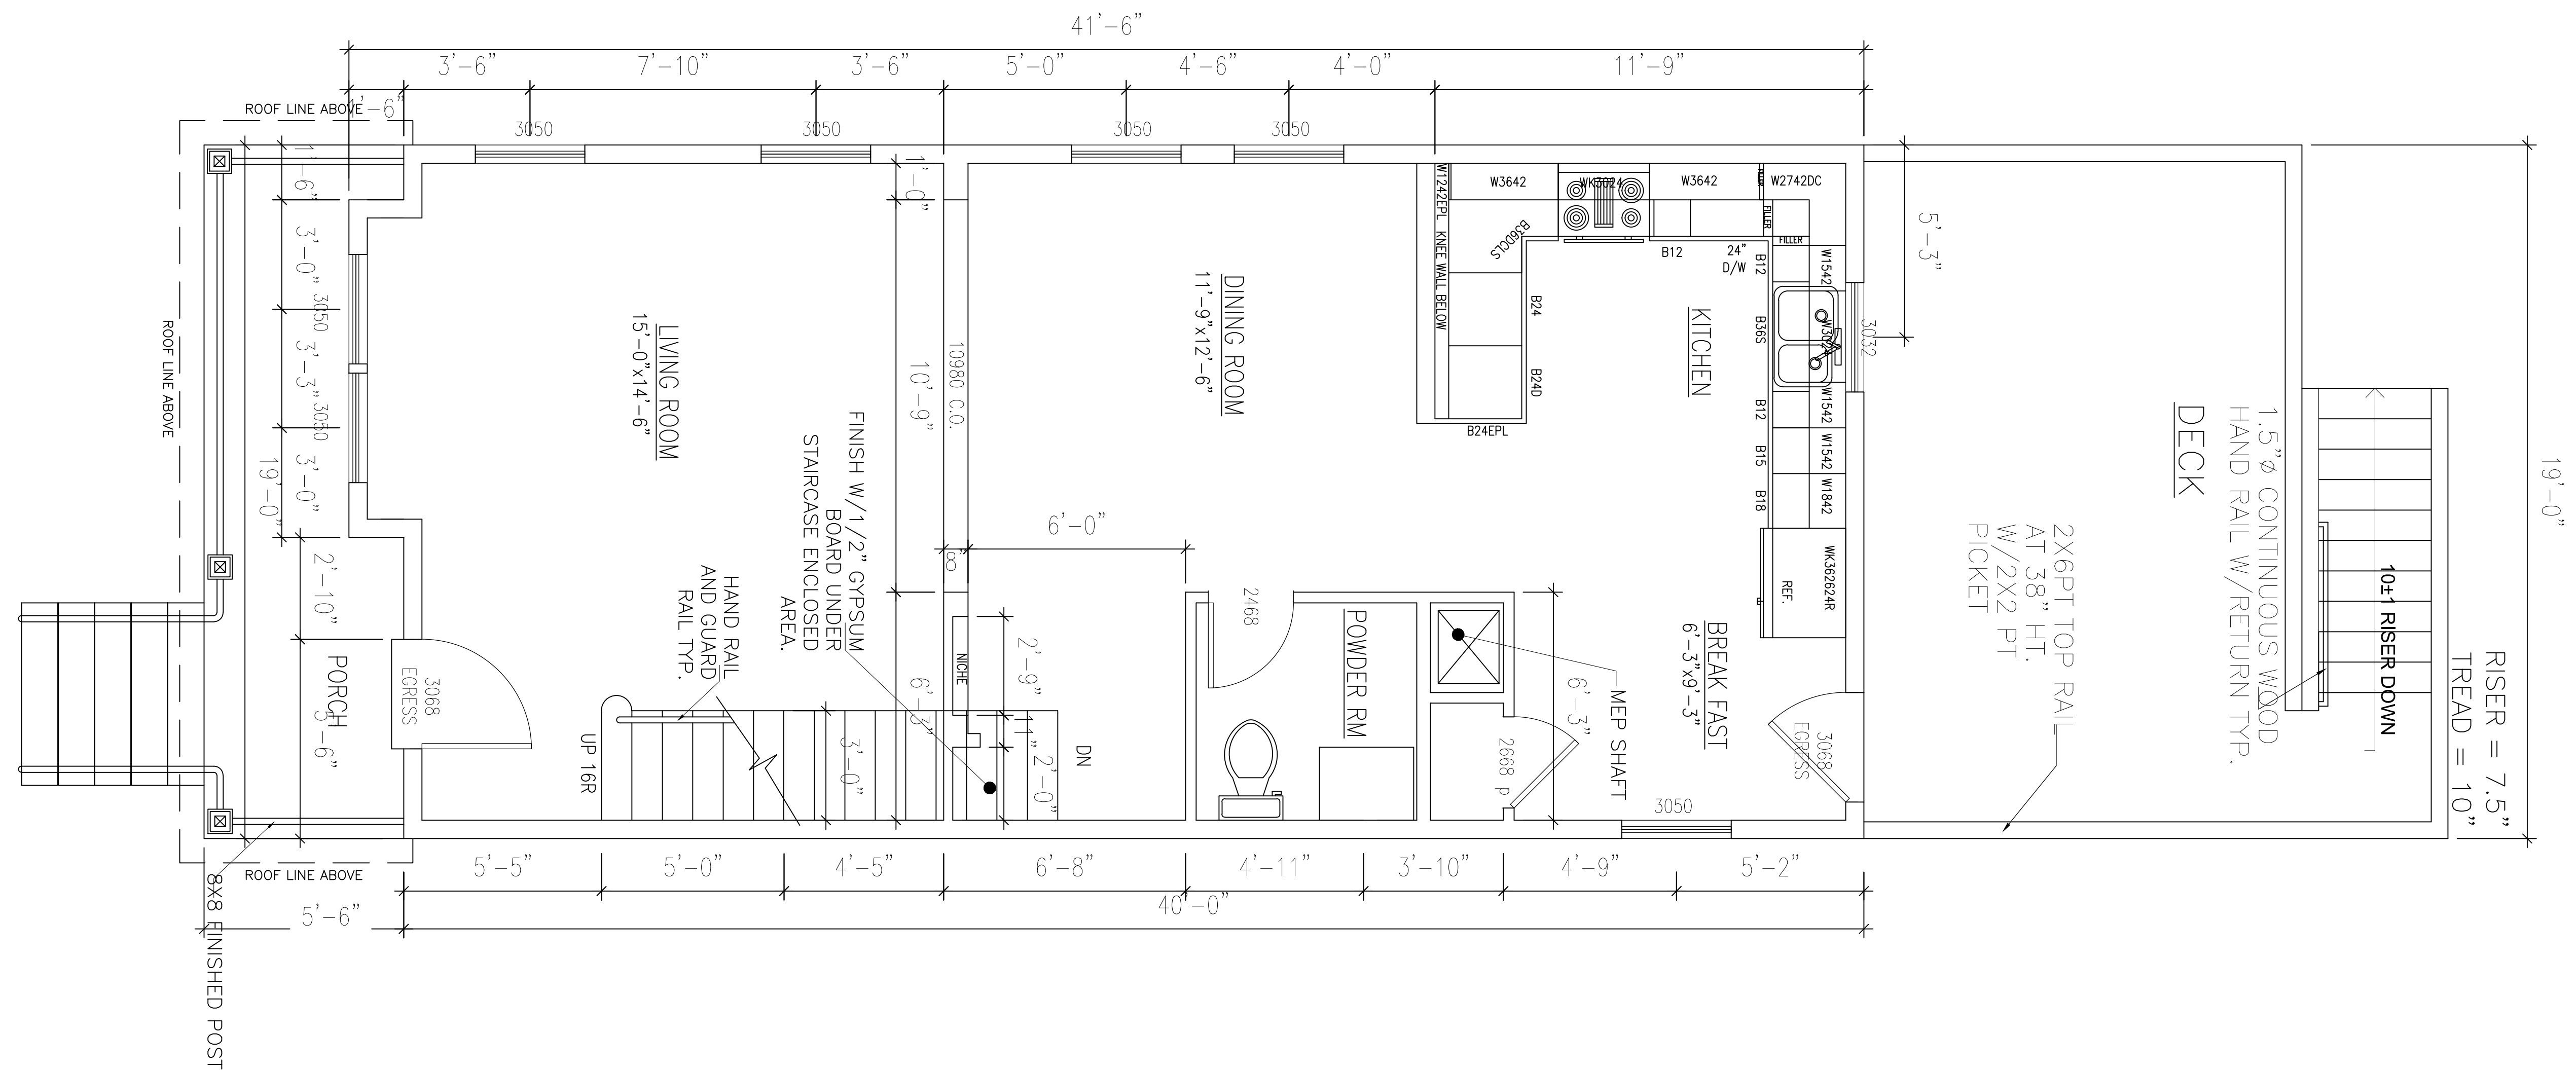 41'-6"
3'-6"
7'-10"
3'-6"
5'-0"
4'-6"
4'-0"
11'-9"
1'-6"
ROOF LINE ABOVE
3050
3050
3050
3050
1'-6"
3'-0"
3050
3'-3"
3050
3'-0"
19'-0"
2'-10"
5'-6"
ROOF LINE ABOVE
PORCH
3068
EGRESS
LIVING ROOM
15'-0"x14'-6"
1'-0"
10'-9"
10980 C.O.
6'-3"
FINISH W/1/2" GYPSUM
BOARD UNDER
STAIRCASE ENCLOSED
AREA.
HAND RAIL
AND GUARD
RAIL TYP.
UP 16R
3'-0"
8"
6'-0"
NICHE
2'-9"
11"
2'-0"
DN
DINING ROOM
11'-9"x12'-6"
W1242EPL
KNEE WALL BELOW
W3642
WK3024
W3642
FILLER
W2742DC
FILLER
FILLER
B36DCLS
B12
24"
D/W
B24
B24D
B24EPL
KITCHEN
B12
B36S
B12
B15
B18
W1542
W3024
W1542
W1542
W1842
3032
WK362624R
REF.
BREAK FAST
6'-3"x9'-3"
3068
EGRESS
3050
2468
POWDER RM
MEP SHAFT
6'-3"
2668 p
5'-3"
DECK
1.5"ø CONTINUOUS WOOD
HAND RAIL W/RETURN TYP.
2X6PT TOP RAIL
AT 38" HT.
W/2X2 PT
PICKET
10±1 RISER DOWN
RISER = 7.5"
TREAD = 10"
19'-0"
ROOF LINE ABOVE
8X8 FINISHED POST
5'-5"
5'-0"
4'-5"
6'-8"
4'-11"
3'-10"
4'-9"
5'-2"
5'-6"
40'-0"